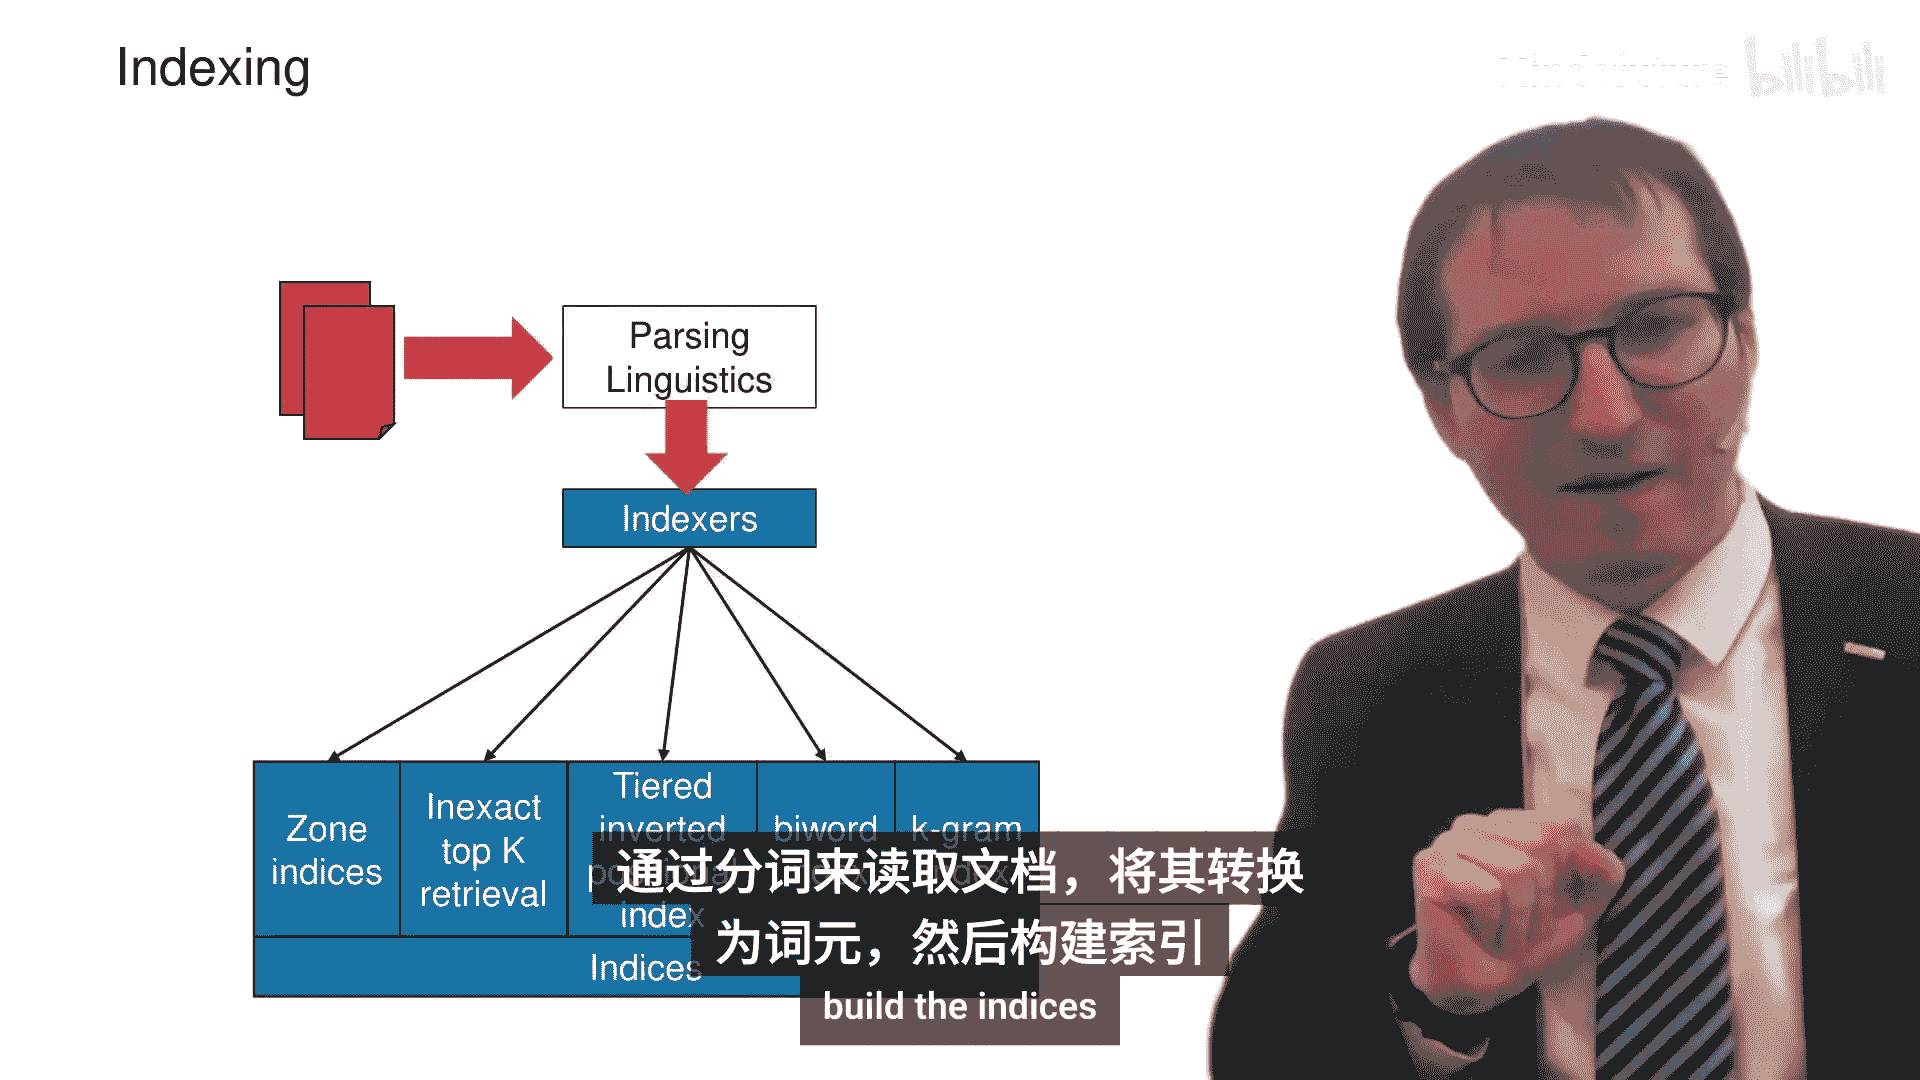 Indexing
bilibili
Parsing
Linguistics
Indexers
Zone
indices
Inexact
top K
retrieval
Tiered
inverted
index
biword
k-gram
Indices
通过分词来读取文档，将其转换
为词元，然后构建索引
build the indices